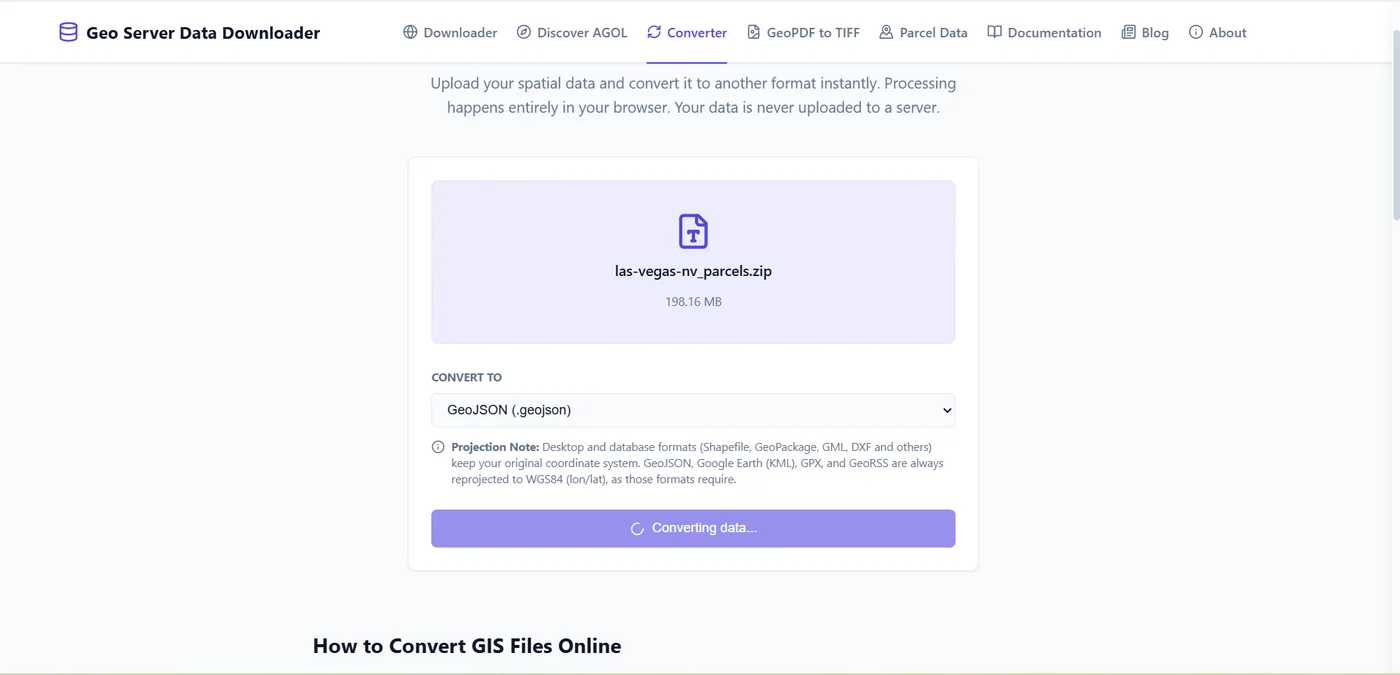 Geo Server Data Downloader
Downloader
Discover AGOL
Converter
GeoPDF to TIFF
Parcel Data
Documentation
Blog
About
Upload your spatial data and convert it to another format instantly. Processing
happens entirely in your browser. Your data is never uploaded to a server.
las-vegas-nv_parcels.zip
198.16 MB
CONVERT TO
GeoJSON (.geojson)
Projection Note: Desktop and database formats (Shapefile, GeoPackage, GML, DXF and others)
keep your original coordinate system. GeoJSON, Google Earth (KML), GPX, and GeoRSS are always
reprojected to WGS84 (lon/lat), as those formats require.
Converting data...
How to Convert GIS Files Online